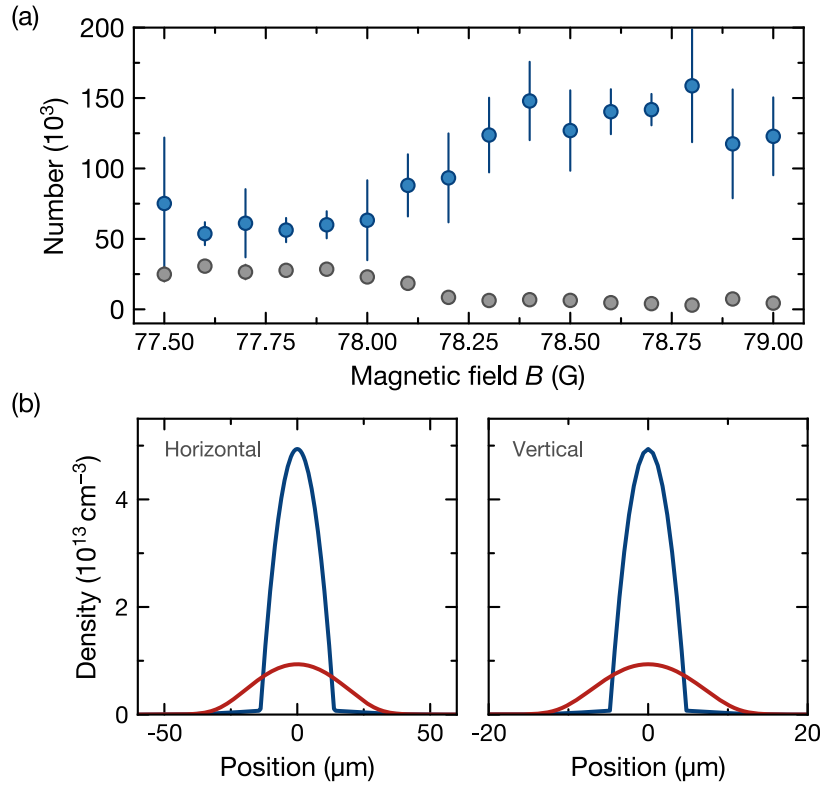 (a)
200
150
100
50
0
Number (10³)
77.50 77.75 78.00 78.25 78.50 78.75 79.00
Magnetic field B (G)
(b)
Horizontal
Vertical
4
2
0
Density (10¹³ cm⁻³)
-50 0 50
-20 0 20
Position (μm)
Position (μm)